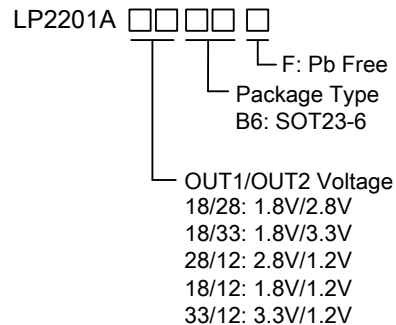 LP2201A □□ □□ □
F: Pb Free
Package Type
B6: SOT23-6
OUT1/OUT2 Voltage
18/28: 1.8V/2.8V
18/33: 1.8V/3.3V
28/12: 2.8V/1.2V
18/12: 1.8V/1.2V
33/12: 3.3V/1.2V